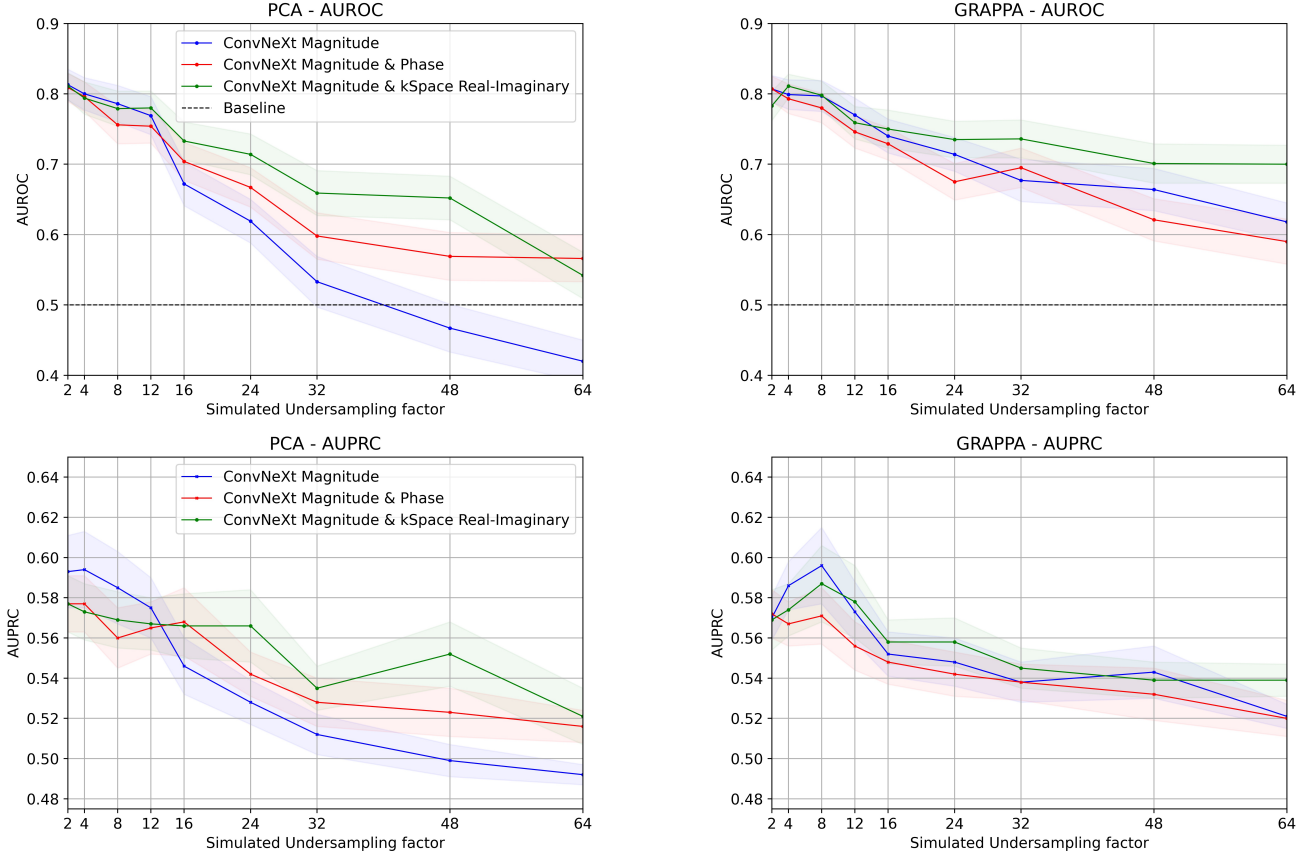 PCA - AUROC
0.9
0.8
0.7
0.6
0.5
0.4
AUROC
ConvNeXt Magnitude
ConvNeXt Magnitude & Phase
ConvNeXt Magnitude & kSpace Real-Imaginary
Baseline
2 4 8 12 16 24 32 48 64
Simulated Undersampling factor
GRAPPA - AUROC
0.9
0.8
0.7
0.6
0.5
0.4
AUROC
2 4 8 12 16 24 32 48 64
Simulated Undersampling factor
PCA - AUPRC
0.64
0.62
0.60
0.58
0.56
0.54
0.52
0.50
0.48
AUPRC
ConvNeXt Magnitude
ConvNeXt Magnitude & Phase
ConvNeXt Magnitude & kSpace Real-Imaginary
2 4 8 12 16 24 32 48 64
Simulated Undersampling factor
GRAPPA - AUPRC
0.64
0.62
0.60
0.58
0.56
0.54
0.52
0.50
0.48
AUPRC
2 4 8 12 16 24 32 48 64
Simulated Undersampling factor